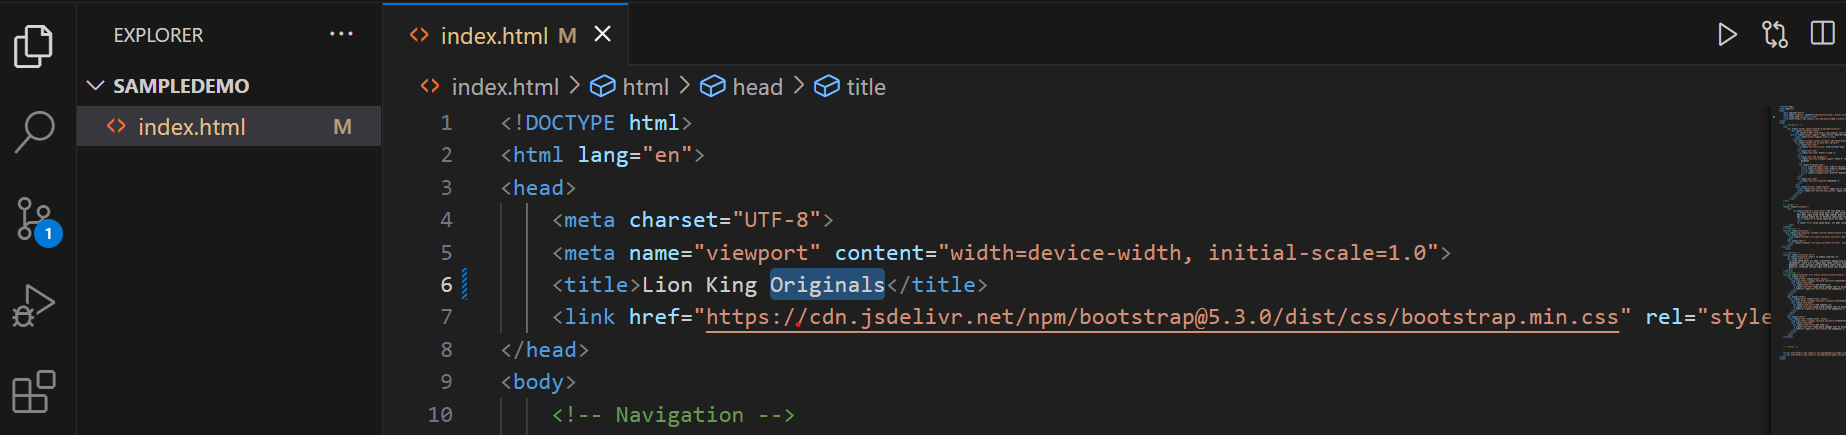 EXPLORER ...
SAMPLEDEMO
index.html M
1
index.html M
index.html > html > head > title
1 <!DOCTYPE html>
2 <html lang="en">
3 <head>
4 <meta charset="UTF-8">
5 <meta name="viewport" content="width=device-width, initial-scale=1.0">
6 <title>Lion King Originals</title>
7 <link href="https://cdn.jsdelivr.net/npm/bootstrap@5.3.0/dist/css/bootstrap.min.css" rel="style
8 </head>
9 <body>
10 <!-- Navigation -->